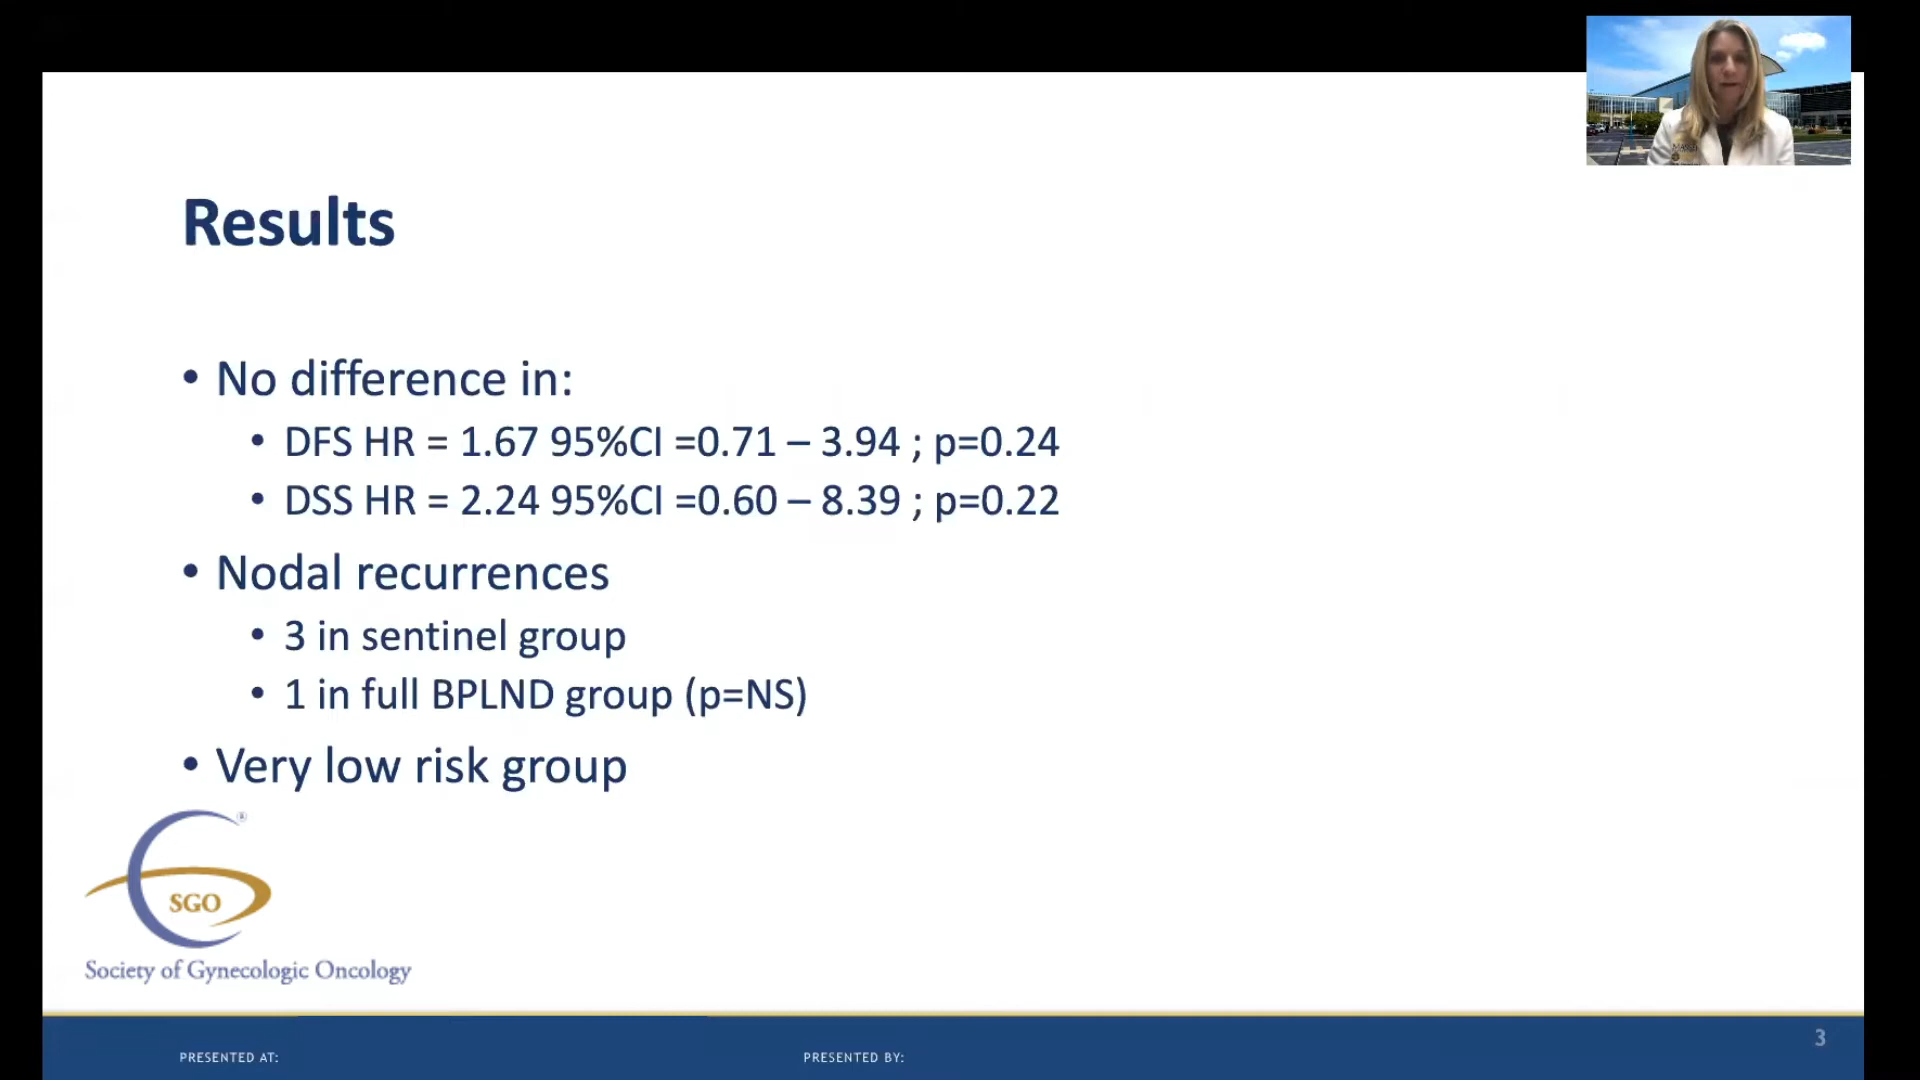 Results
• No difference in:
• DFS HR = 1.67 95%CI =0.71 – 3.94 ; p=0.24
• DSS HR = 2.24 95%CI =0.60 – 8.39 ; p=0.22
• Nodal recurrences
• 3 in sentinel group
• 1 in full BPLND group (p=NS)
• Very low risk group
SGO
®
Society of Gynecologic Oncology
PRESENTED AT:
PRESENTED BY:
3